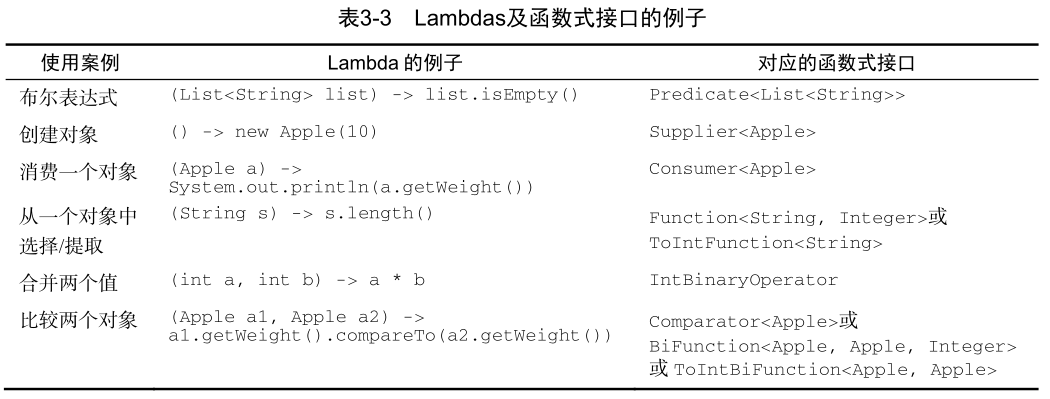 表3-3 Lambdas及函数式接口的例子
使用案例 Lambda 的例子 对应的函数式接口
布尔表达式 (List<String> list) -> list.isEmpty() Predicate<List<String>>
创建对象 () -> new Apple(10) Supplier<Apple>
消费一个对象 (Apple a) -> Consumer<Apple>
System.out.println(a.getWeight())
从一个对象中 (String s) -> s.length() Function<String, Integer>或
选择/提取 ToIntFunction<String>
合并两个值 (int a, int b) -> a * b IntBinaryOperator
比较两个对象 (Apple a1, Apple a2) -> Comparator<Apple>或
a1.getWeight().compareTo(a2.getWeight()) BiFunction<Apple, Apple, Integer>
或 ToIntBiFunction<Apple, Apple>